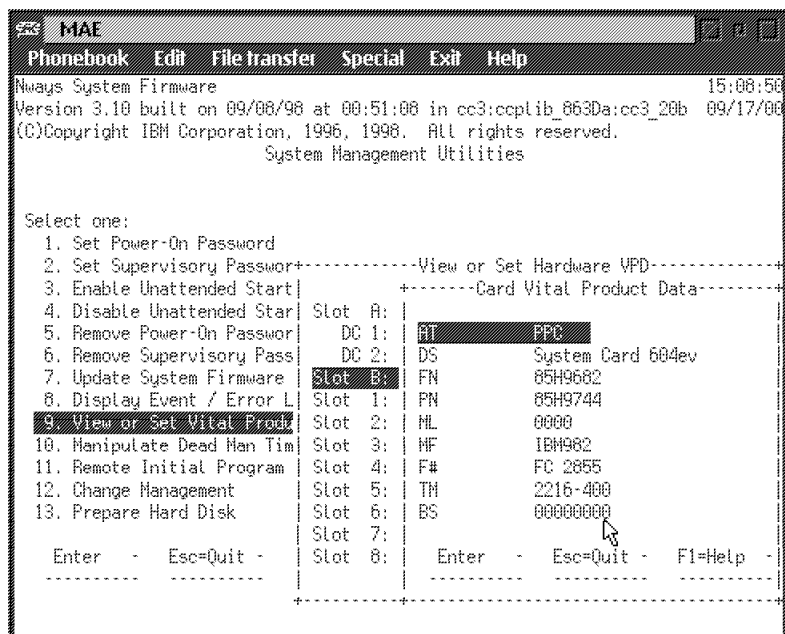 MAE
Phonebook Edit File transfer Special Exit Help
Nways System Firmware 15:08:50
Version 3.10 built on 09/08/98 at 00:51:08 in cc3:ccplib_863Da:cc3_20b 09/17/00
(C)Copyright IBM Corporation, 1996, 1998. All rights reserved.
System Management Utilities
Select one:
1. Set Power-On Password
2. Set Supervisory Passwor+------------View or Set Hardware VPD------------+
3. Enable Unattended Start| +-------Card Vital Product Data--------+
4. Disable Unattended Star| Slot A: | |
5. Remove Power-On Passwor| DC 1: | AT PPC |
6. Remove Supervisory Pass| DC 2: | DS System Card 604ev |
7. Update System Firmware | Slot B: | FN 85H9682 |
8. Display Event / Error L| Slot 1: | PN 85H9744 |
9. View or Set Vital Produ| Slot 2: | ML 0000 |
10. Manipulate Dead Man Tim| Slot 3: | MF IBM982 |
11. Remote Initial Program | Slot 4: | F# FC 2855 |
12. Change Management | Slot 5: | TM 2216-400 |
13. Prepare Hard Disk | Slot 6: | BS 00000000 |
| Slot 7: | |
Enter - Esc=Quit - | Slot 8: | Enter - Esc=Quit - F1=Help -|